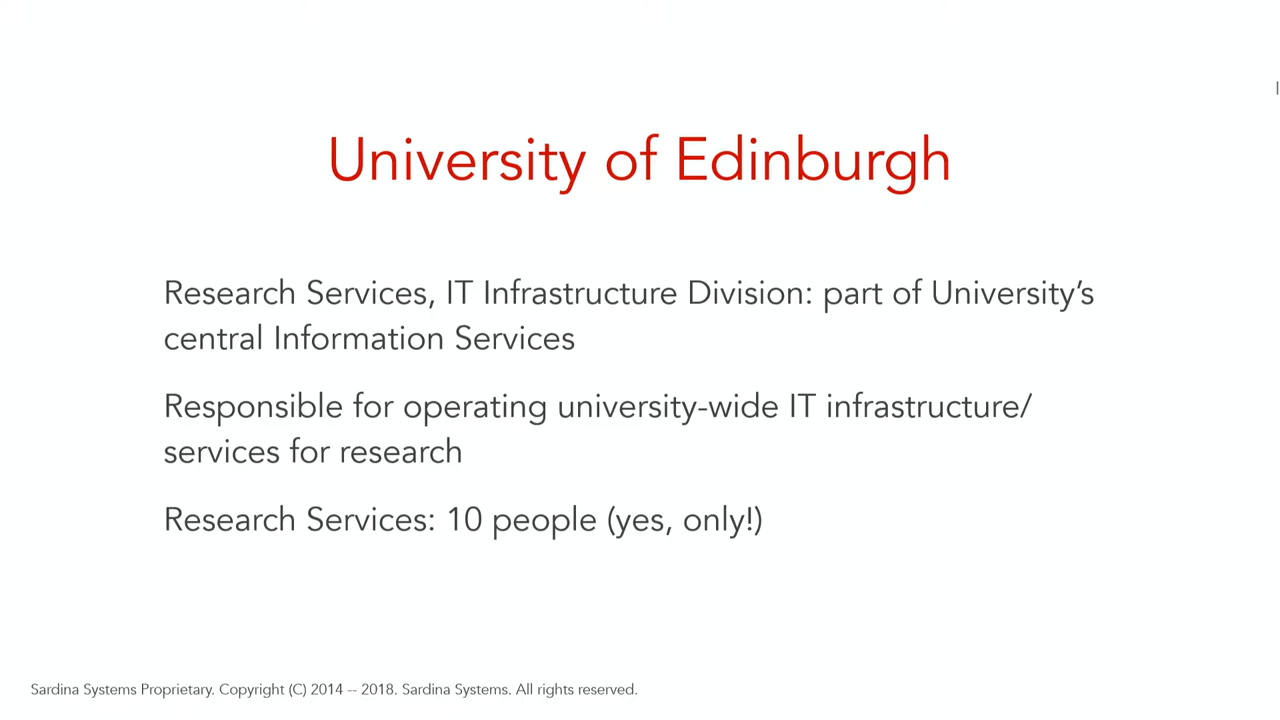 University of Edinburgh
Research Services, IT Infrastructure Division: part of University’s
central Information Services
Responsible for operating university-wide IT infrastructure/
services for research
Research Services: 10 people (yes, only!)
Sardina Systems Proprietary. Copyright (C) 2014 -- 2018. Sardina Systems. All rights reserved.